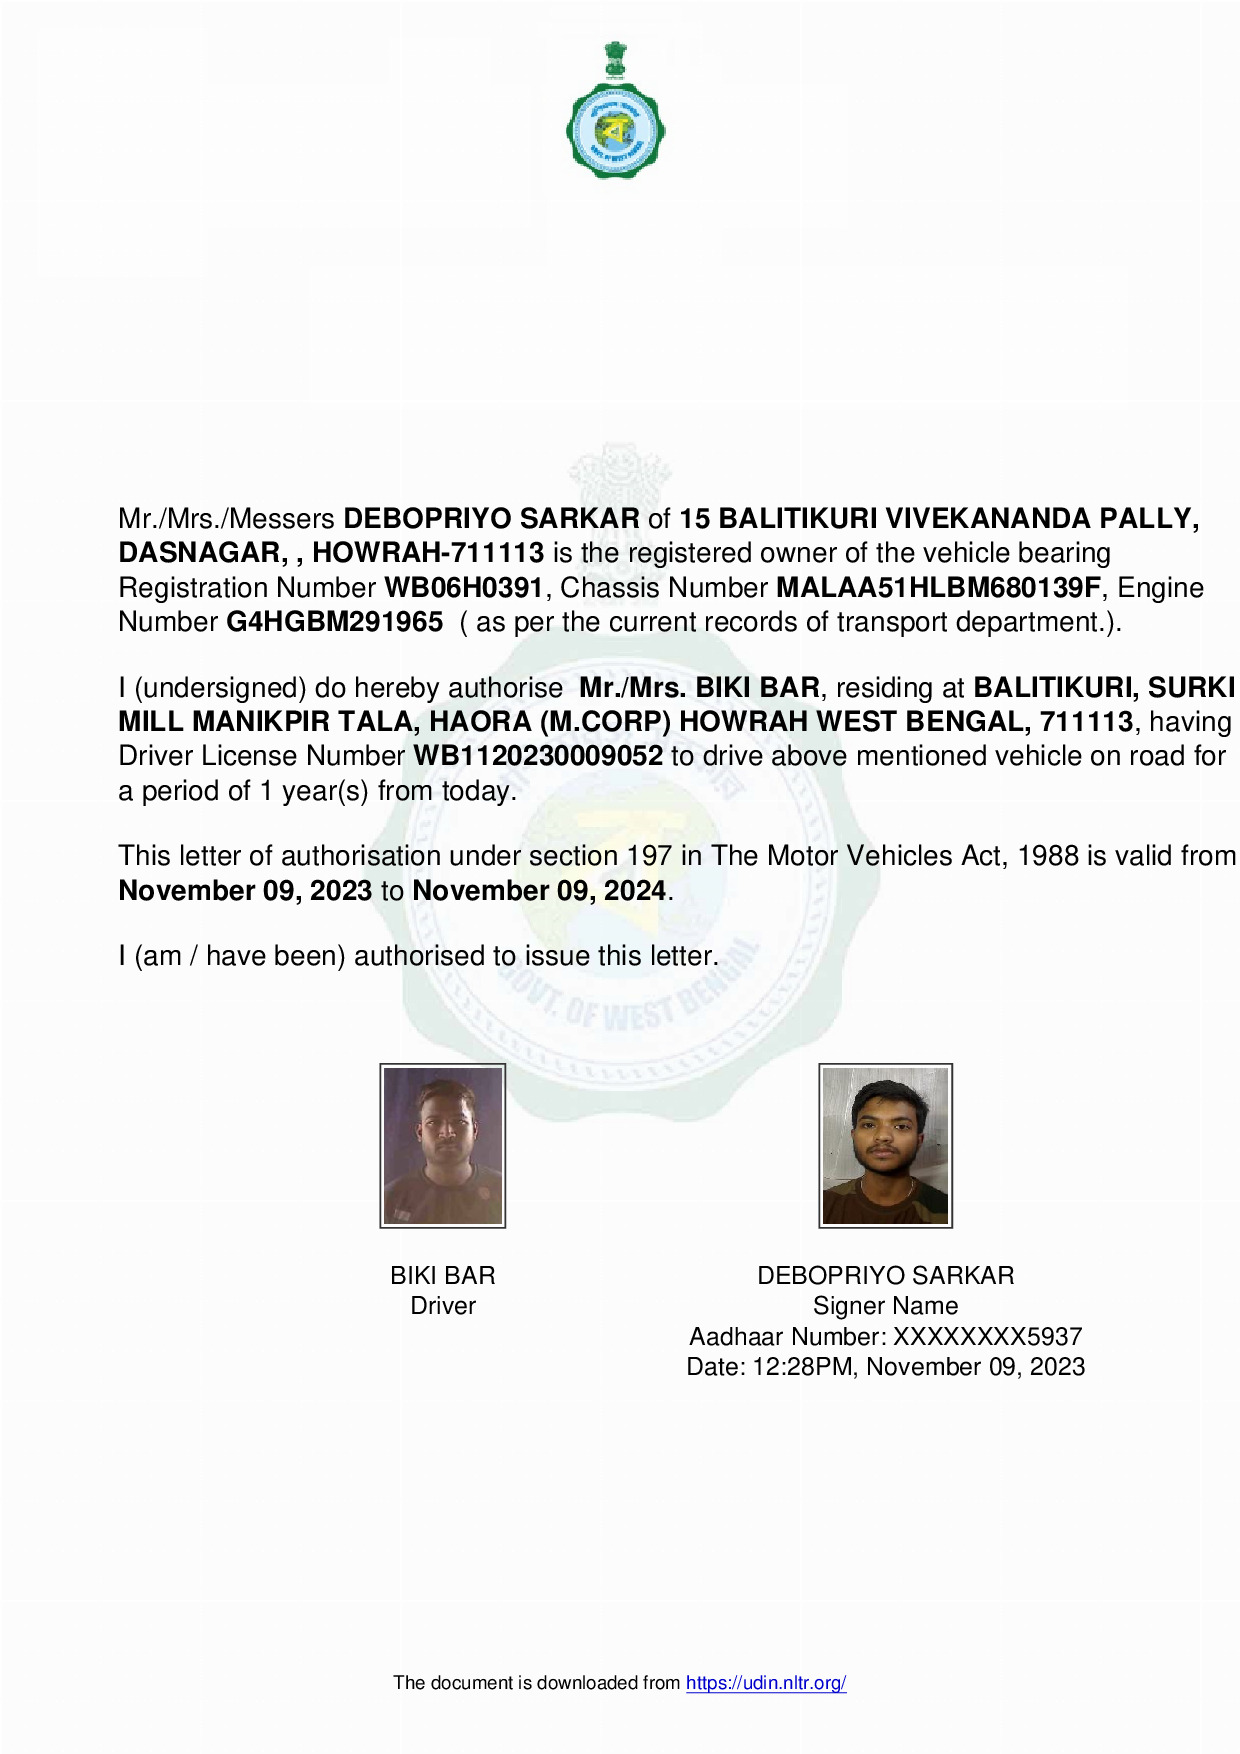 GOVT. OF WEST BENGAL
Mr./Mrs./Messers DEBOPRIYO SARKAR of 15 BALITIKURI VIVEKANANDA PALLY,
DASNAGAR, , HOWRAH-711113 is the registered owner of the vehicle bearing
Registration Number WB06H0391, Chassis Number MALAA51HLBM680139F, Engine
Number G4HGBM291965 ( as per the current records of transport department.).
I (undersigned) do hereby authorise Mr./Mrs. BIKI BAR, residing at BALITIKURI, SURKI
MILL MANIKPIR TALA, HAORA (M.CORP) HOWRAH WEST BENGAL, 711113, having
Driver License Number WB1120230009052 to drive above mentioned vehicle on road for
a period of 1 year(s) from today.
This letter of authorisation under section 197 in The Motor Vehicles Act, 1988 is valid from
November 09, 2023 to November 09, 2024.
I (am / have been) authorised to issue this letter.
GOVT. OF WEST BENGAL
BIKI BAR
Driver
DEBOPRIYO SARKAR
Signer Name
Aadhaar Number: XXXXXXXX5937
Date: 12:28PM, November 09, 2023
The document is downloaded from https://udin.nltr.org/